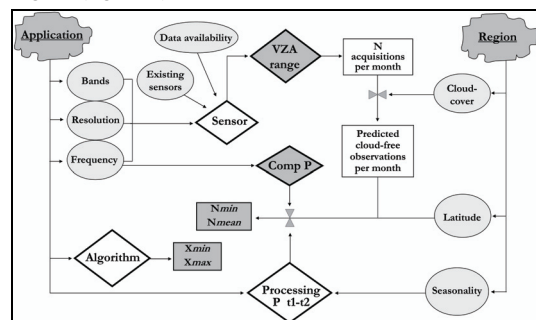 Application
Data availability
VZA
range
N
acquisitions
per month
Region
Bands
Existing
sensors
Cloud-
cover
Resolution
Sensor
Frequency
Predicted
cloud-free
observations
per month
Comp P
Nmin
Nmean
Latitude
Algorithm
Xmin
Xmax
Processing
P t1-t2
Seasonality